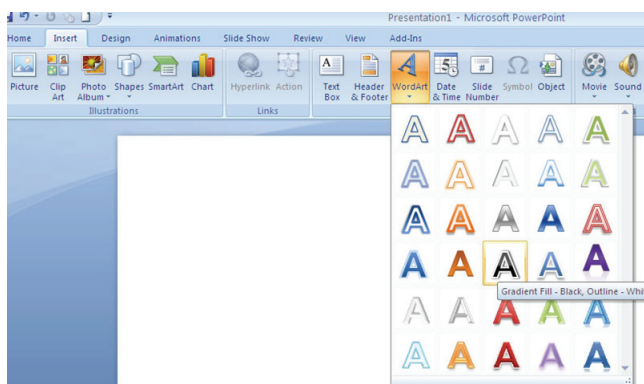 Presentation1 - Microsoft PowerPoint
Home Insert Design Animations Slide Show Review View Add-Ins
Picture Clip Art Photo Album Shapes SmartArt Chart Hyperlink Action Text Box Header & Footer WordArt Date & Time Slide Number Symbol Object Movie Sound
Illustrations Links
Gradient Fill - Black, Outline - Whi